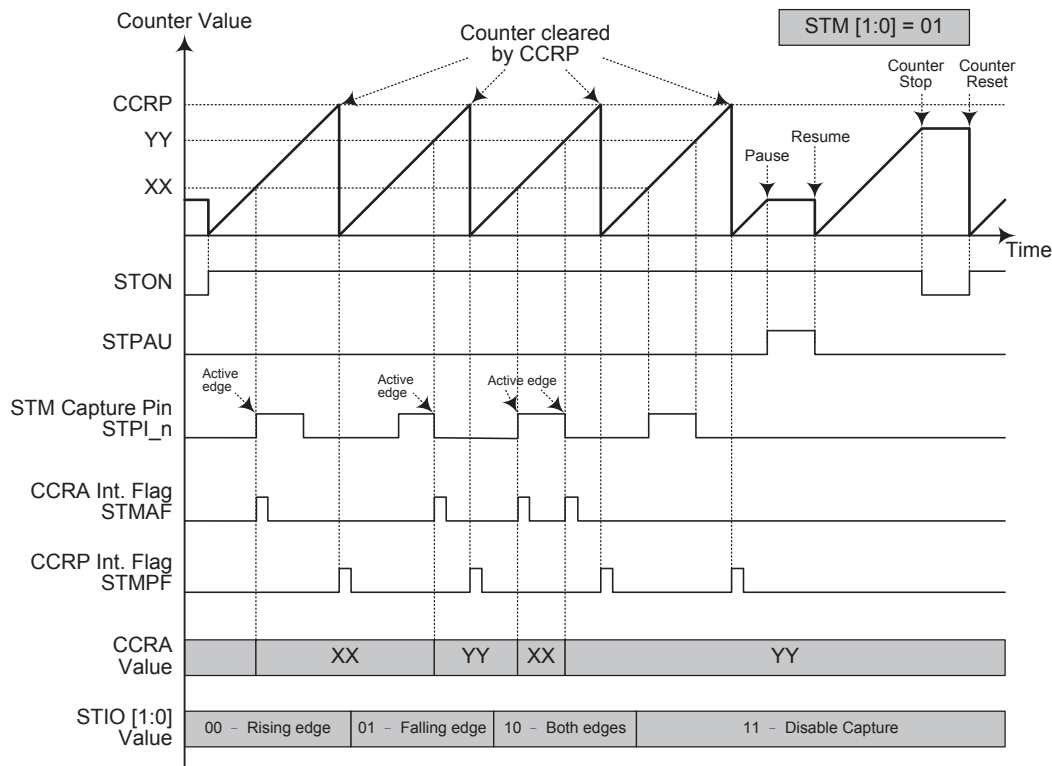 Counter Value
STM [1:0] = 01
Counter cleared
by CCRP
Counter
Stop
Counter
Reset
CCRP
YY
XX
Pause
Resume
Time
STON
STPAU
Active
edge
Active
edge
Active edge
STM Capture Pin
STPI_n
CCRA Int. Flag
STMAF
CCRP Int. Flag
STMPF
CCRA
Value
XX
YY
XX
YY
STIO [1:0]
Value
00 – Rising edge
01 – Falling edge
10 – Both edges
11 – Disable Capture